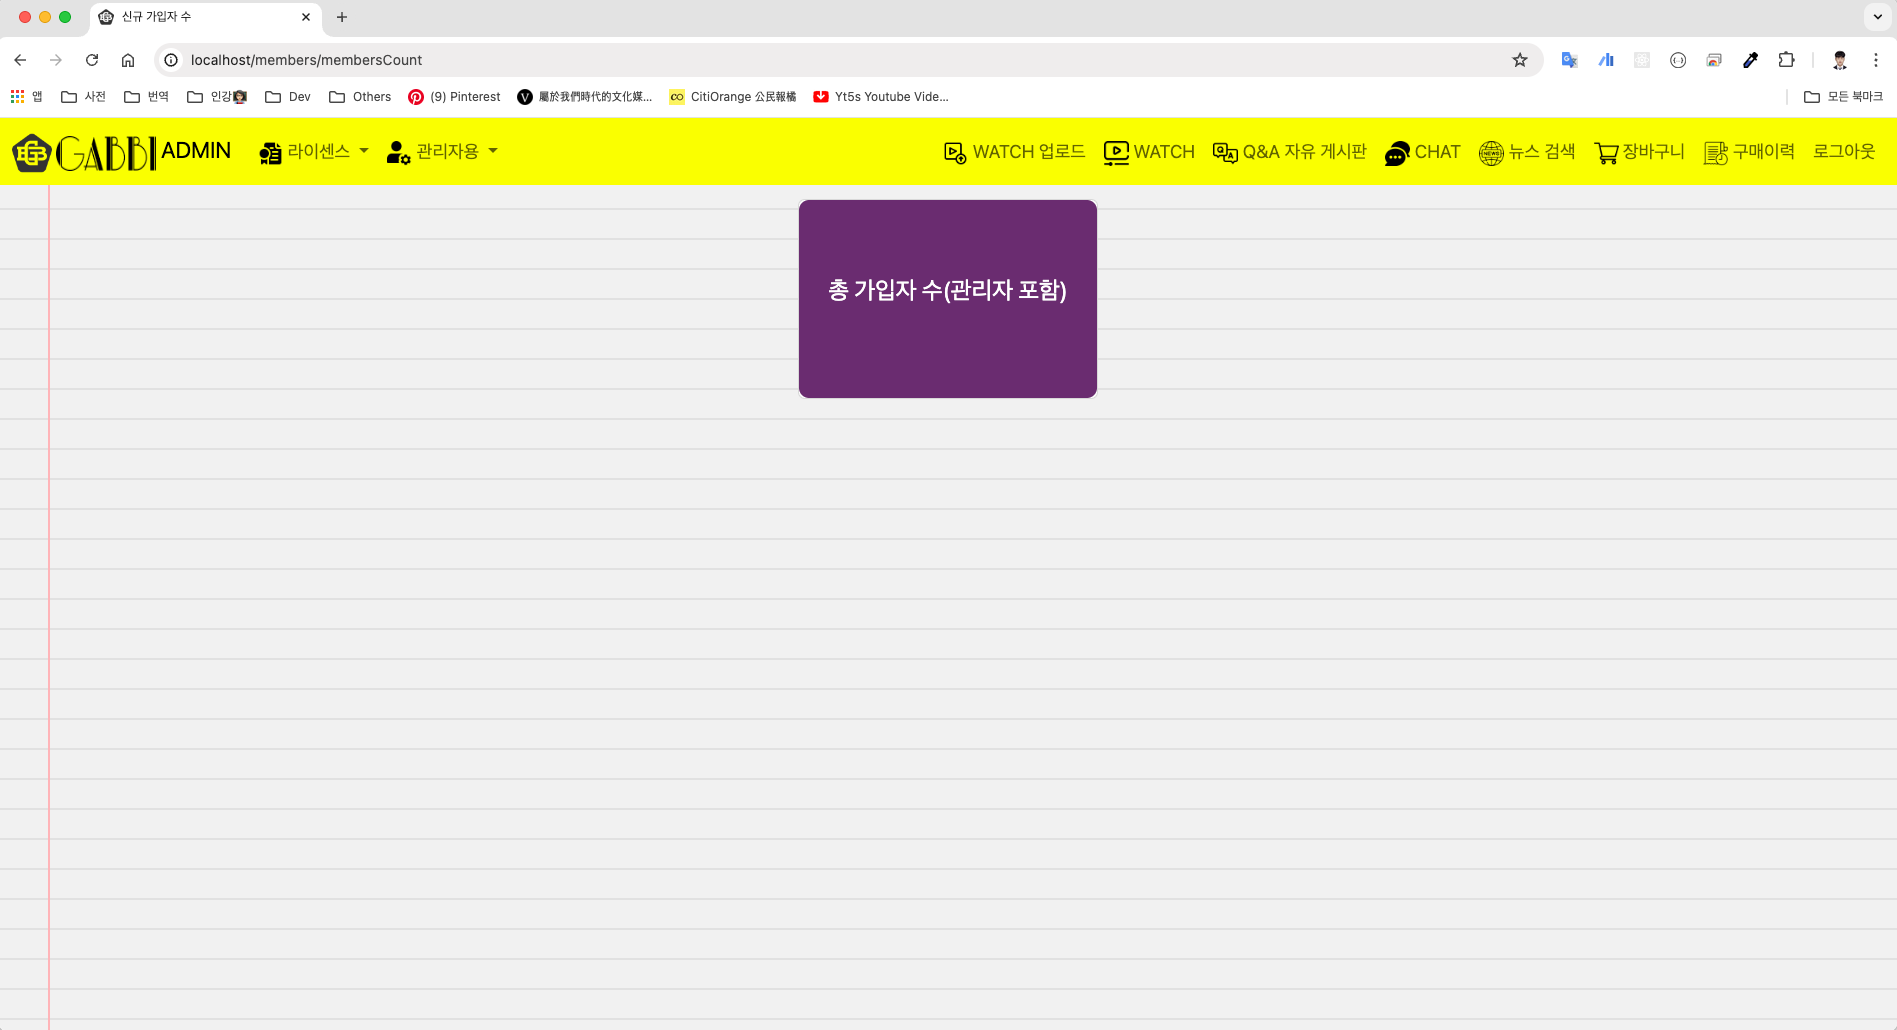 신규 가입자 수
localhost/members/membersCount
앱 사전 번역 인강 Dev Others (9) Pinterest 屬於我們時代的文化媒... CitiOrange 公民報橘 Yt5s Youtube Vide... 모든 북마크
GABBI ADMIN 라이센스 관리자용 WATCH 업로드 WATCH Q&A 자유 게시판 CHAT 뉴스 검색 장바구니 구매이력 로그아웃
총 가입자 수(관리자 포함)